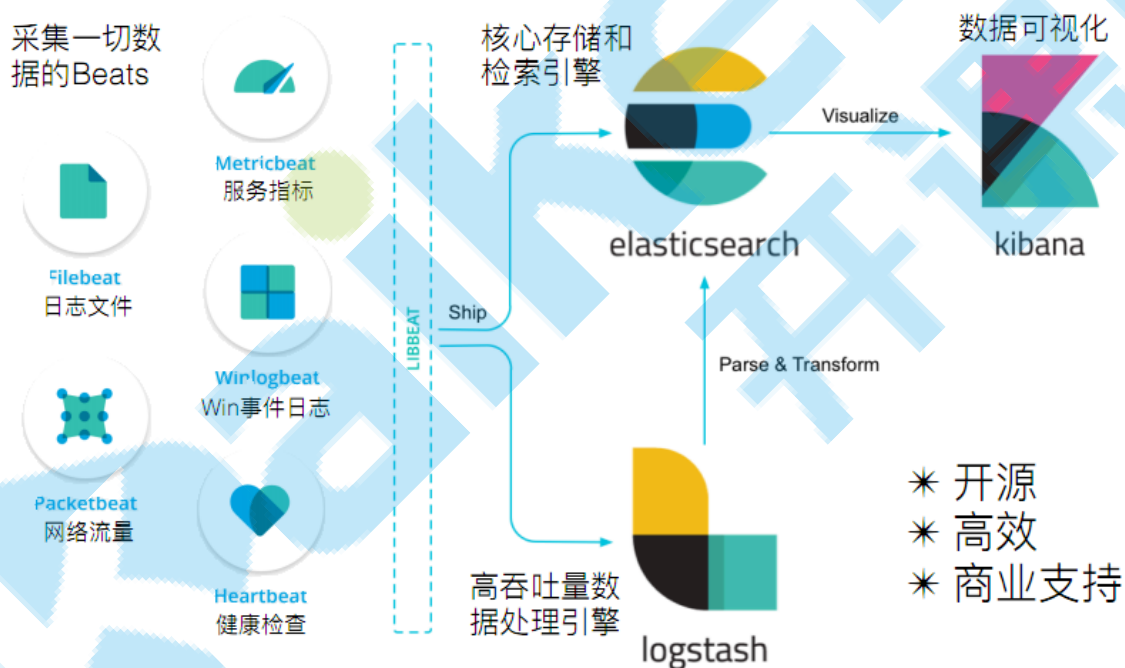 采集一切数
据的Beats
Metricbeat
服务指标
Filebeat
日志文件
Winlogbeat
Win事件日志
Packetbeat
网络流量
Heartbeat
健康检查
LIBBEAT
Ship
核心存储和
检索引擎
elasticsearch
Visualize
数据可视化
kibana
Parse & Transform
高吞吐量数
据处理引擎
logstash
✴ 开源
✴ 高效
✴ 商业支持